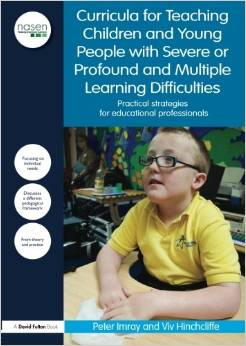 nasen
Curricula for Teaching
Children and Young
People with Severe or
Profound and Multiple
Learning Difficulties
Practical strategies
for educational professionals
Focusing on
individual needs
Discusses
a different
pedagogical
framework
From theory
and practice
A David Fulton Book
Peter Imray and Viv Hinchcliffe